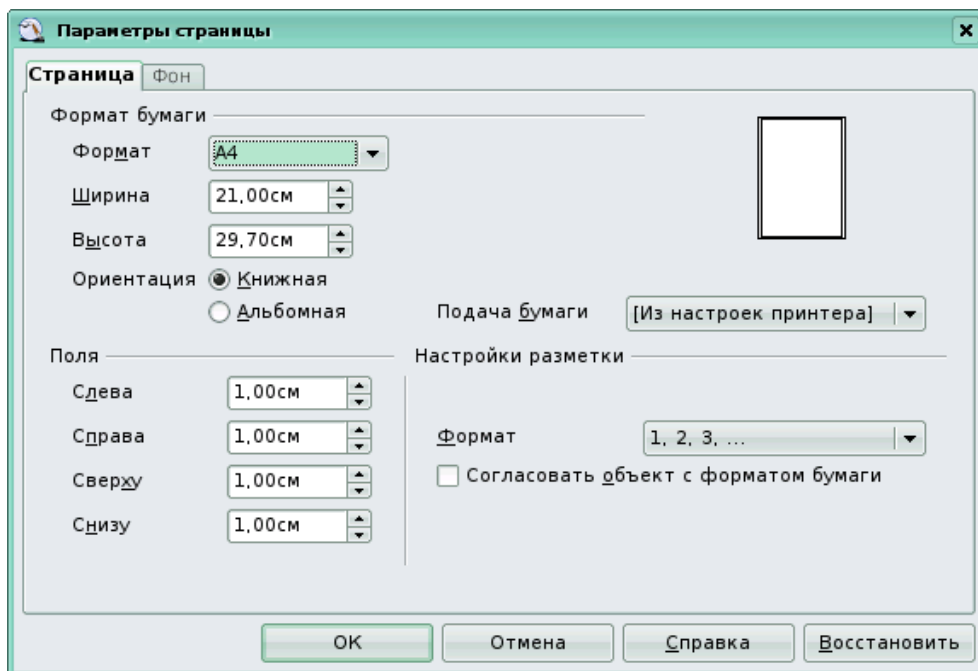 Параметры страницы
Страница Фон
Формат бумаги
Формат A4
Ширина 21,00см
Высота 29,70см
Ориентация Книжная
Альбомная Подача бумаги [Из настроек принтера]
Поля Настройки разметки
Слева 1,00см
Справа 1,00см Формат 1, 2, 3, ...
Сверху 1,00см Согласовать объект с форматом бумаги
Снизу 1,00см
OK Отмена Справка Восстановить